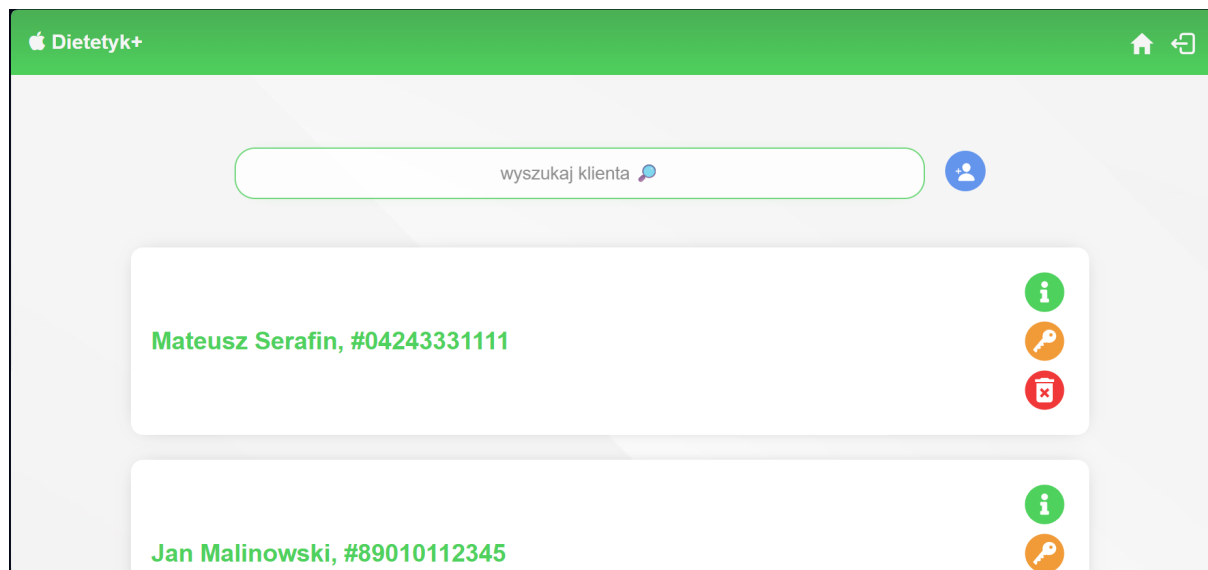 Dietetyk+
wyszukaj klienta 🔎
Mateusz Serafin, #04243331111
Jan Malinowski, #89010112345